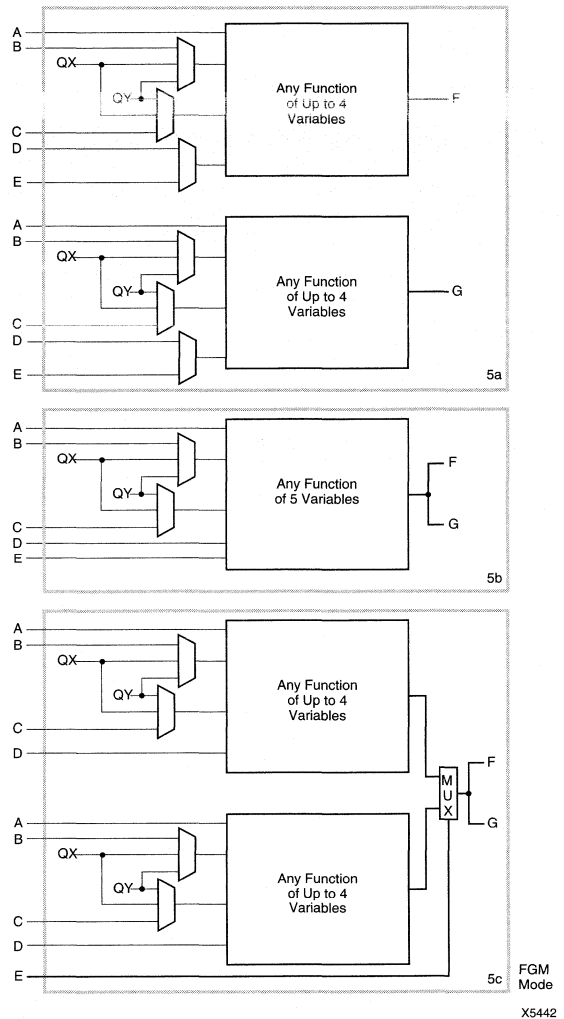 A
B
QX
QY
C
D
E
Any Function
of Up to 4
Variables
F
A
B
QX
QY
C
D
E
Any Function
of Up to 4
Variables
G
5a
A
B
QX
QY
C
D
E
Any Function
of 5 Variables
F
G
5b
A
B
QX
QY
C
D
Any Function
of Up to 4
Variables
A
B
QX
QY
C
D
E
Any Function
of Up to 4
Variables
MUX
F
G
5c
FGM
Mode
X5442